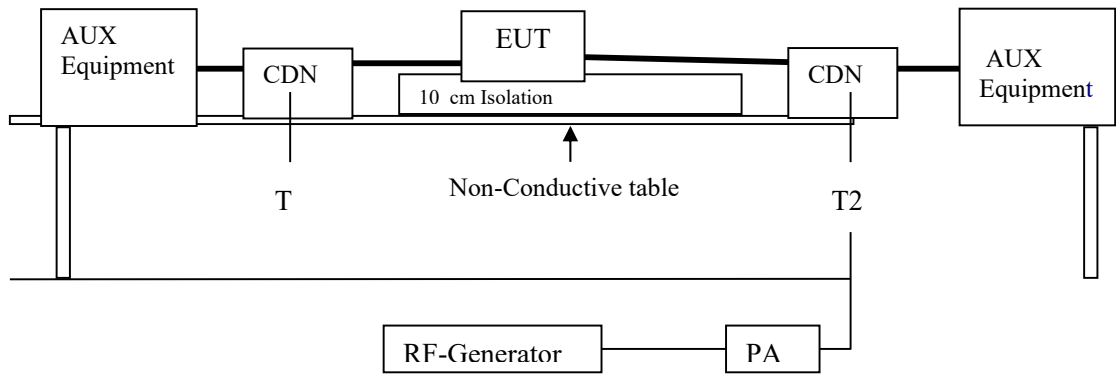 AUX
Equipment
CDN
EUT
CDN
AUX
Equipment
10 cm Isolation
Non-Conductive table
T
T2
RF-Generator
PA